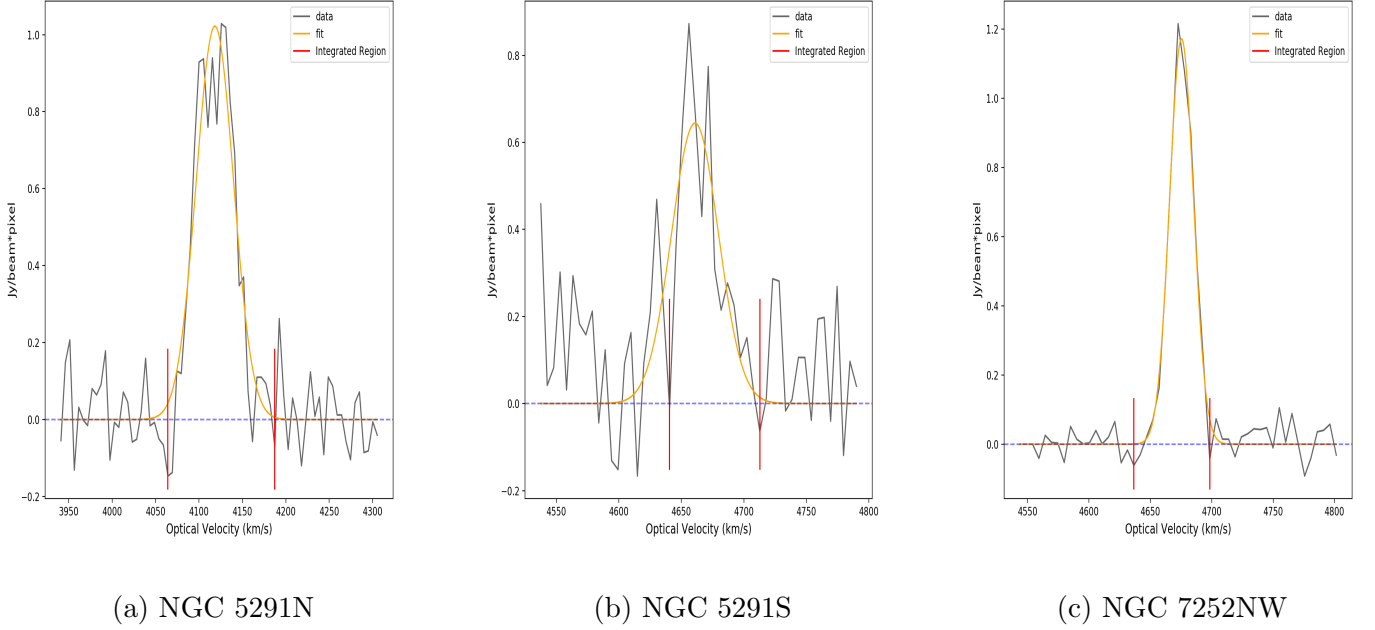 data
fit
Integrated Region
1.0
0.8
0.6
0.4
0.2
0.0
−0.2
Jy/beam*pixel
3950 4000 4050 4100 4150 4200 4250 4300
Optical Velocity (km/s)
(a) NGC 5291N
data
fit
Integrated Region
0.8
0.6
0.4
0.2
0.0
−0.2
Jy/beam*pixel
4550 4600 4650 4700 4750 4800
Optical Velocity (km/s)
(b) NGC 5291S
data
fit
Integrated Region
1.2
1.0
0.8
0.6
0.4
0.2
0.0
Jy/beam*pixel
4550 4600 4650 4700 4750 4800
Optical Velocity (km/s)
(c) NGC 7252NW